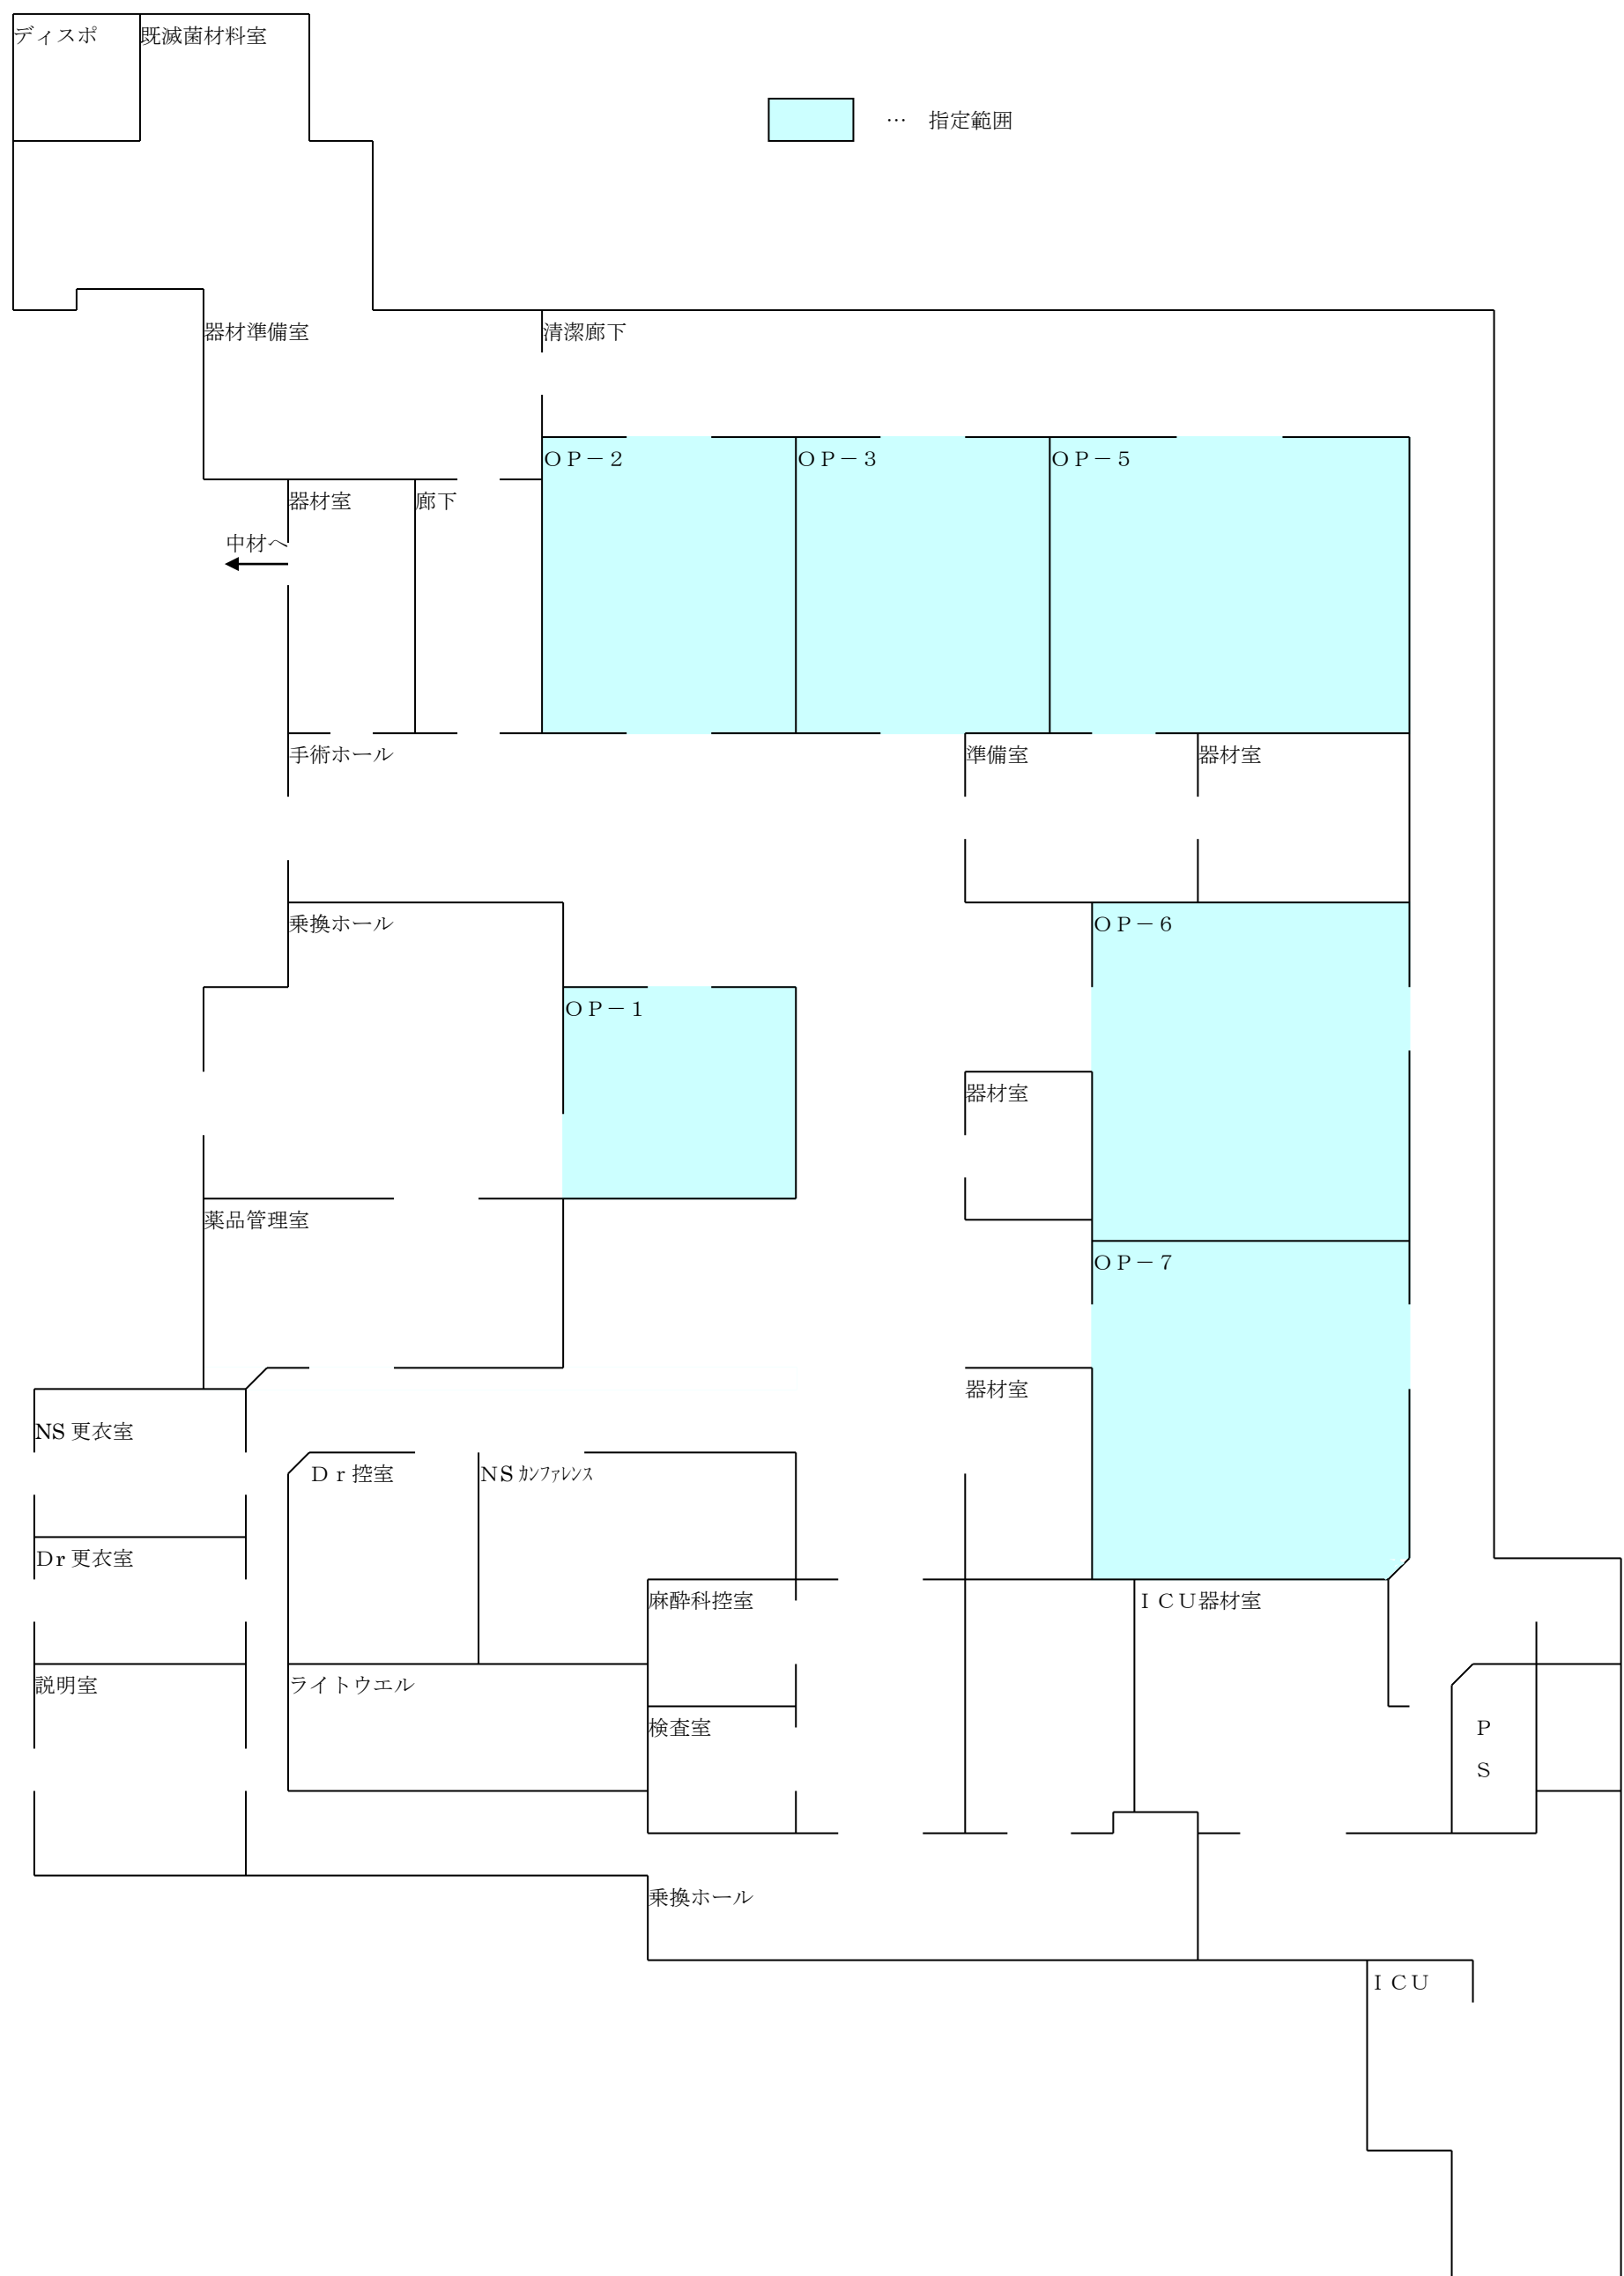 ディスポ
既滅菌材料室
… 指定範囲
器材準備室
清潔廊下
ＯＰ－２
ＯＰ－３
ＯＰ－５
器材室
廊下
中材へ
手術ホール
準備室
器材室
乗換ホール
ＯＰ－６
ＯＰ－１
器材室
薬品管理室
ＯＰ－７
器材室
NS 更衣室
Ｄｒ控室
NS ｶﾝﾌｧﾚﾝｽ
Dr 更衣室
麻酔科控室
ＩＣＵ器材室
説明室
ライトウエル
検査室
Ｐ
Ｓ
乗換ホール
ＩＣＵ